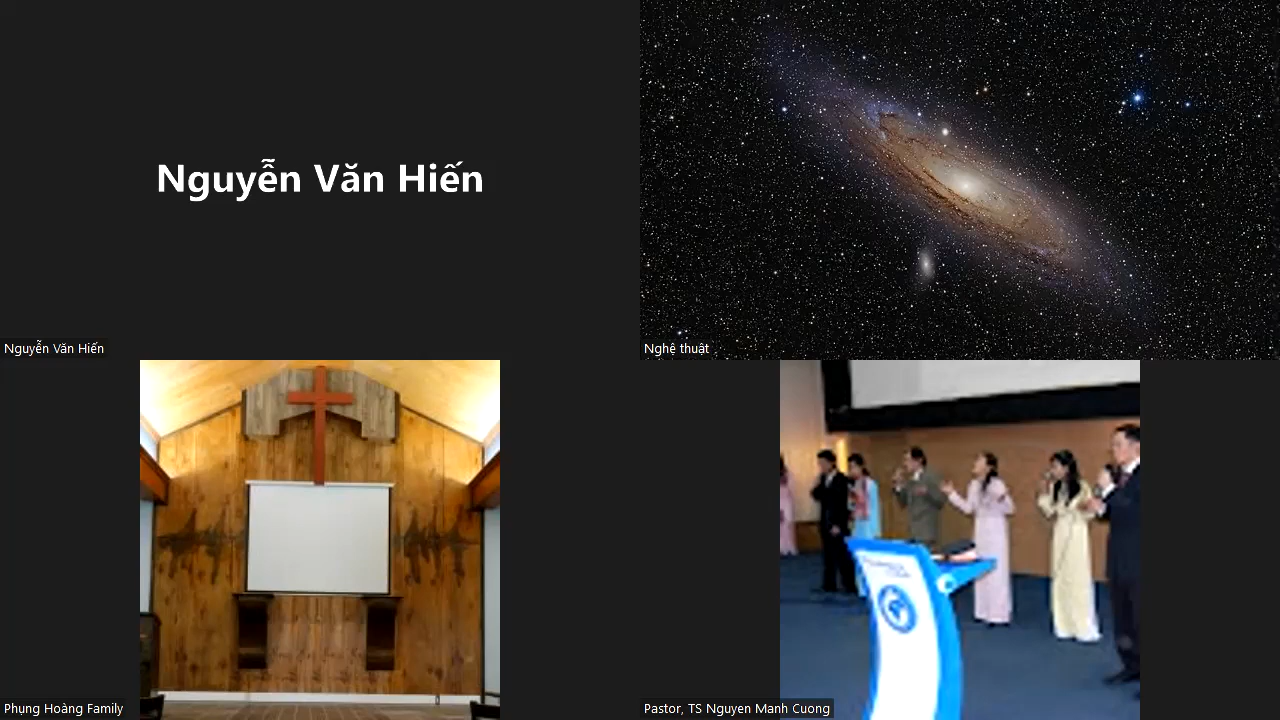 Nguyễn Văn Hiến
Nguyễn Văn Hiến
Nghệ thuật
Phụng Hoàng Family
Pastor, TS Nguyen Manh Cuong